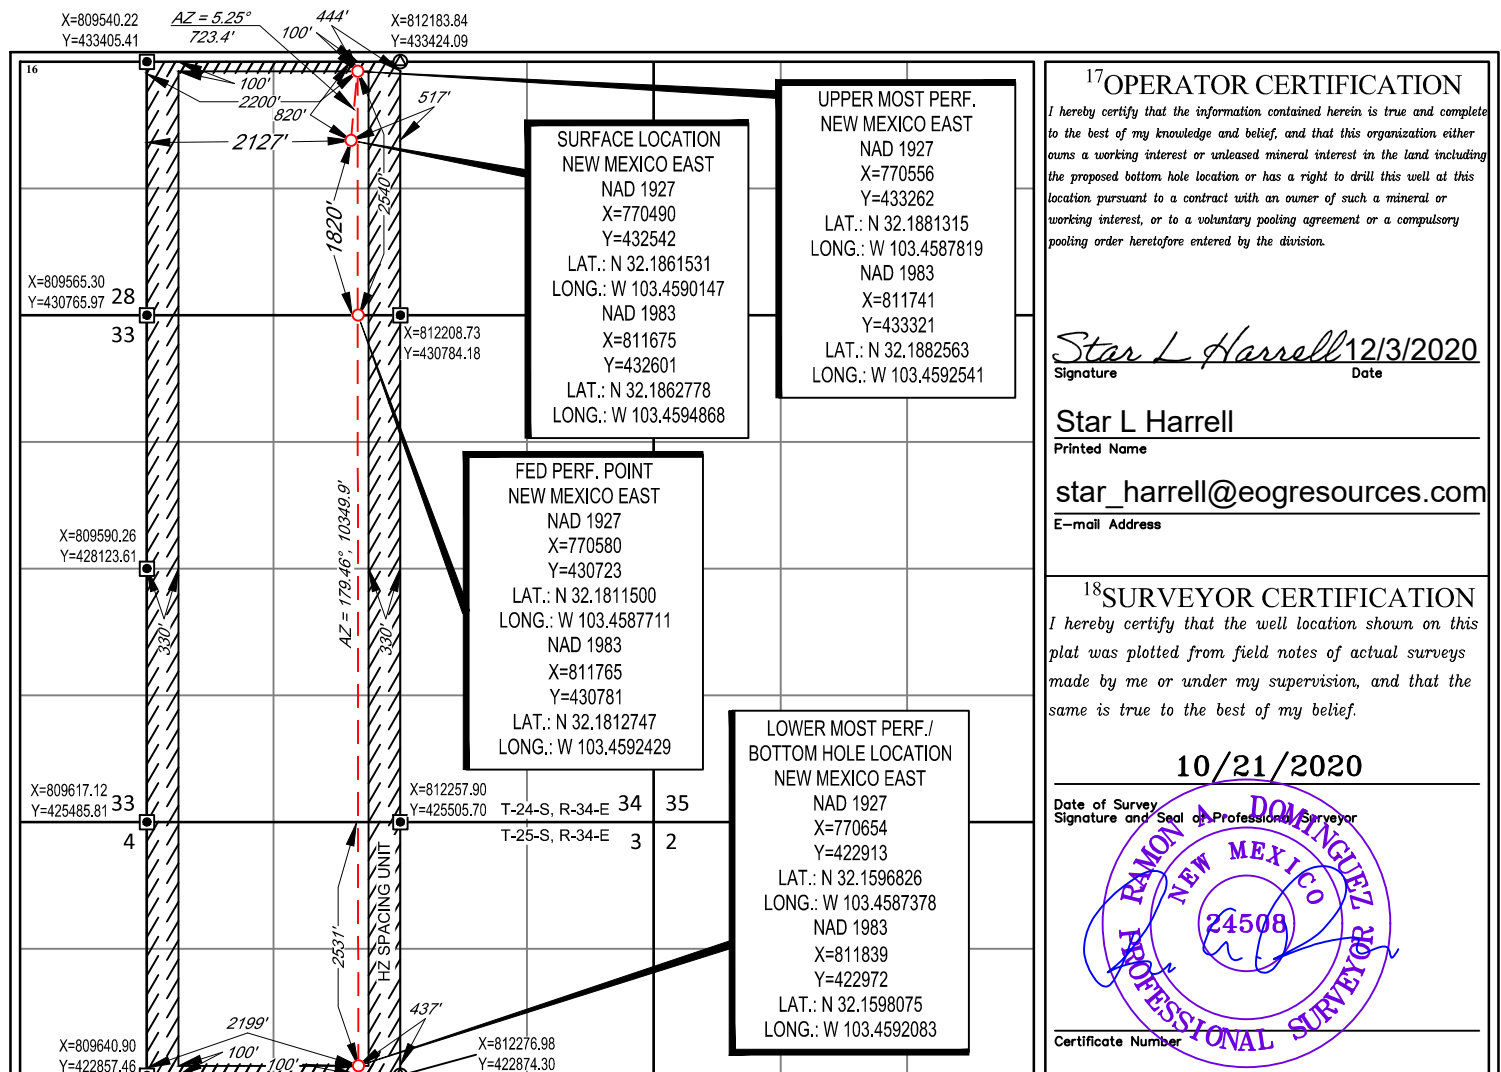 X=809540.22
Y=433405.41
AZ = 5.25°
723.4'
444'
100'
X=812183.84
Y=433424.09
16
100'
2200'
820'
517'
2127'
1820'
2540'
UPPER MOST PERF.
NEW MEXICO EAST
NAD 1927
X=770556
Y=433262
LAT.: N 32.1881315
LONG.: W 103.4587819
NAD 1983
X=811741
Y=433321
LAT.: N 32.1882563
LONG.: W 103.4592541
SURFACE LOCATION
NEW MEXICO EAST
NAD 1927
X=770490
Y=432542
LAT.: N 32.1861531
LONG.: W 103.4590147
NAD 1983
X=811675
Y=432601
LAT.: N 32.1862778
LONG.: W 103.4594868
X=809565.30
Y=430765.97
28
33
X=812208.73
Y=430784.18
FED PERF. POINT
NEW MEXICO EAST
NAD 1927
X=770580
Y=430723
LAT.: N 32.1811500
LONG.: W 103.4587711
NAD 1983
X=811765
Y=430781
LAT.: N 32.1812747
LONG.: W 103.4592429
AZ = 179.46°, 10349.9'
X=809590.26
Y=428123.61
330'
330'
LOWER MOST PERF./
BOTTOM HOLE LOCATION
NEW MEXICO EAST
NAD 1927
X=770654
Y=422913
LAT.: N 32.1596826
LONG.: W 103.4587378
NAD 1983
X=811839
Y=422972
LAT.: N 32.1598075
LONG.: W 103.4592083
X=809617.12
Y=425485.81
33
4
X=812257.90
Y=425505.70
T-24-S, R-34-E
T-25-S, R-34-E
34
35
3
2
HZ SPACING UNIT
2531'
2199'
437'
100'
100'
X=809640.90
Y=422857.46
X=812276.98
Y=422874.30
17OPERATOR CERTIFICATION
I hereby certify that the information contained herein is true and complete
to the best of my knowledge and belief, and that this organization either
owns a working interest or unleased mineral interest in the land including
the proposed bottom hole location or has a right to drill this well at this
location pursuant to a contract with an owner of such a mineral or
working interest, or to a voluntary pooling agreement or a compulsory
pooling order heretofore entered by the division.
Star L Harrell 12/3/2020
Signature Date
Star L Harrell
Printed Name
star_harrell@eogresources.com
E-mail Address
18SURVEYOR CERTIFICATION
I hereby certify that the well location shown on this
plat was plotted from field notes of actual surveys
made by me or under my supervision, and that the
same is true to the best of my belief.
10/21/2020
Date of Survey
Signature and Seal of Professional Surveyor
RAMON A. DOMINGUEZ
NEW MEXICO
24508
PROFESSIONAL SURVEYOR
Certificate Number